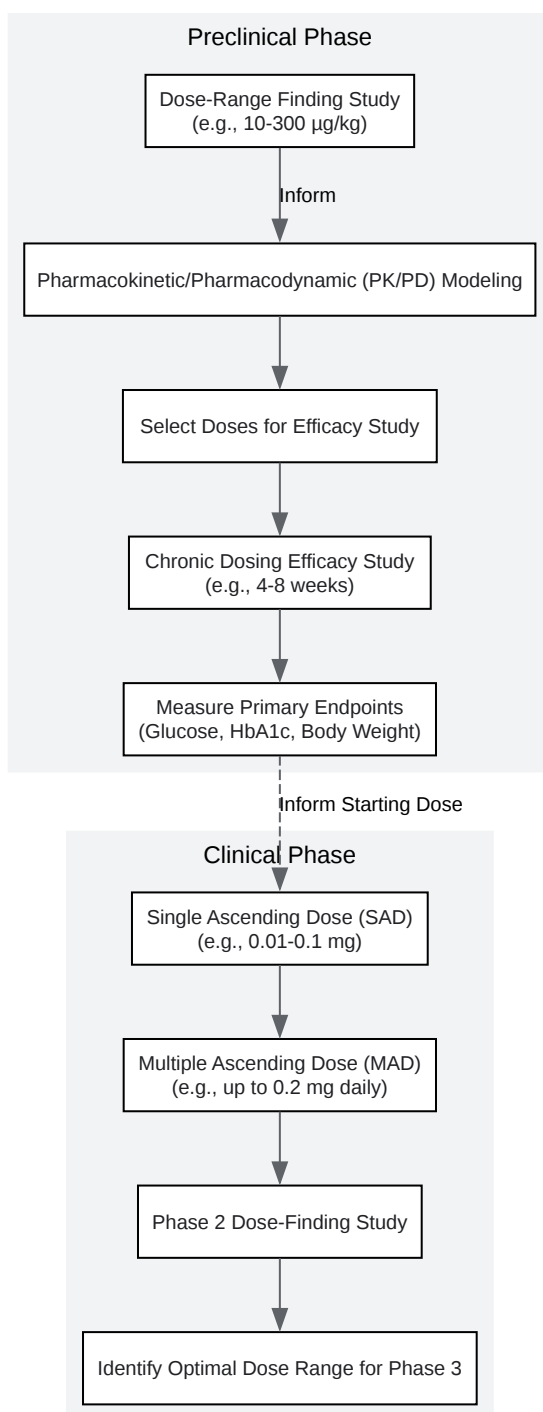 Preclinical Phase
Dose-Range Finding Study
(e.g., 10-300 µg/kg)
Inform
Pharmacokinetic/Pharmacodynamic (PK/PD) Modeling
Select Doses for Efficacy Study
Chronic Dosing Efficacy Study
(e.g., 4-8 weeks)
Measure Primary Endpoints
(Glucose, HbA1c, Body Weight)
Inform Starting Dose
Clinical Phase
Single Ascending Dose (SAD)
(e.g., 0.01-0.1 mg)
Multiple Ascending Dose (MAD)
(e.g., up to 0.2 mg daily)
Phase 2 Dose-Finding Study
Identify Optimal Dose Range for Phase 3